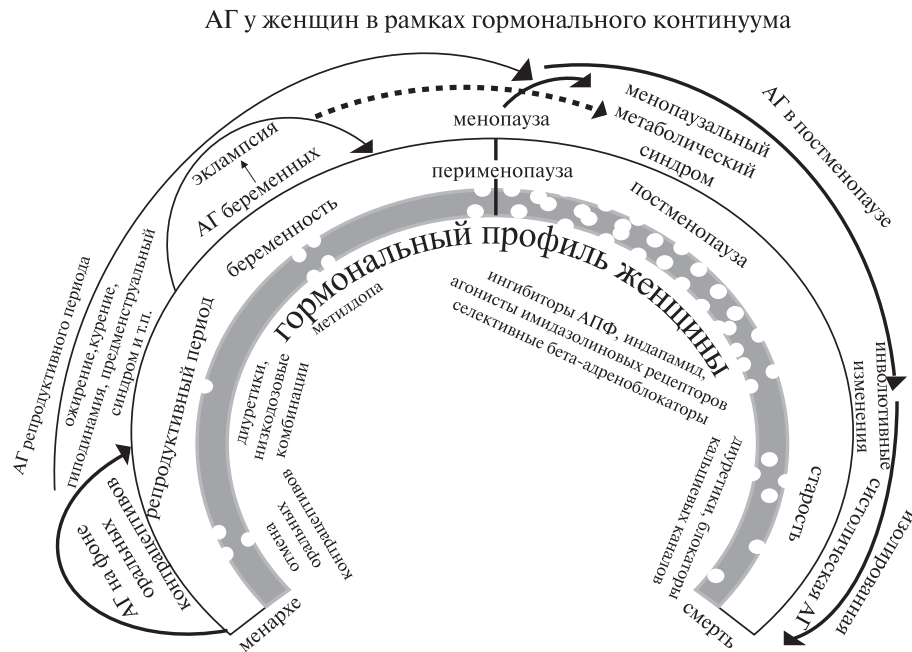 АГ у женщин в рамках гормонального континуума
АГ репродуктивного периода
ожирение,курение,
гиподинамия, предменструальный
синдром и т.п.
эклампсия
АГ беременных
менопауза
перименопауза
менопаузальный
метаболический
синдром
АГ в постменопаузе
инволютивные
изменения
изолированная
систолическая АГ
АГ на фоне
оральных
контрацептивов
менархе
репродуктивный период
беременность
постменопауза
старость
смерть
гормональный профиль женщины
отмена
оральных
контрацептивов
диуретики,
низкодозовые
комбинации
метилдопа
ингибиторы АПФ, индапамид,
агонисты имидазолиновых рецепторов
селективные бета-адреноблокаторы
диуретики, блокаторы
кальциевых каналов